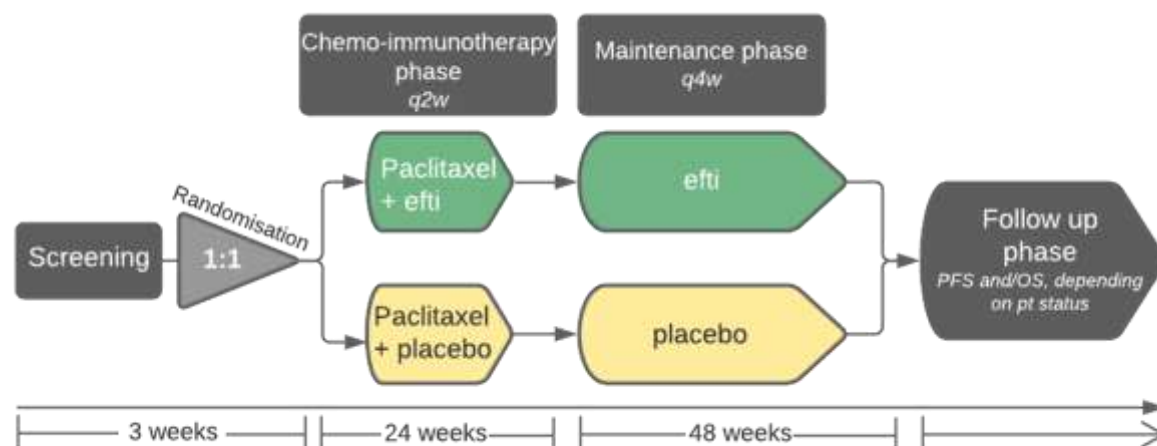 Chemo-immunotherapy
phase
q2w
Maintenance phase
q4w
Randomisation
Screening
1:1
Paclitaxel
+ efti
efti
Paclitaxel
+ placebo
placebo
Follow up
phase
PFS and/OS, depending
on pt status
3 weeks
24 weeks
48 weeks